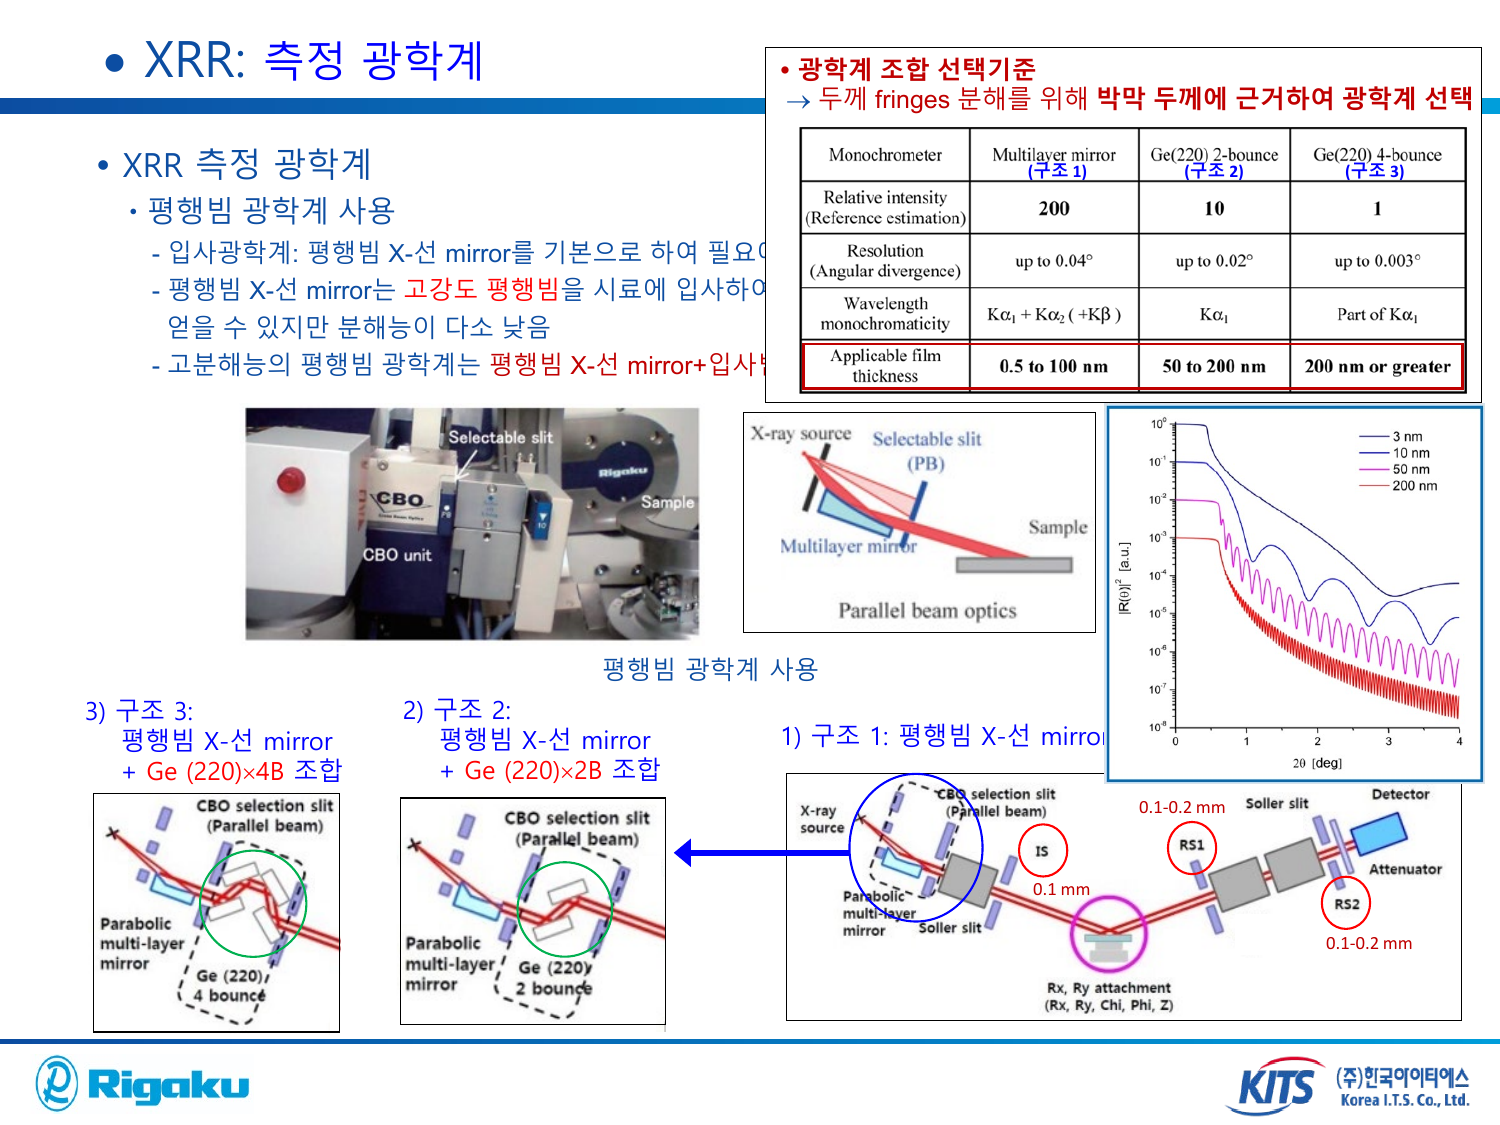 • XRR: 측정 광학계
• 광학계 조합 선택기준
→ 두께 fringes 분해를 위해 박막 두께에 근거하여 광학계 선택
Monochrometer Multilayer mirror Ge(220) 2-bounce Ge(220) 4-bounce
(구조 1) (구조 2) (구조 3)
Relative intensity
(Reference estimation) 200 10 1
Resolution
(Angular divergence) up to 0.04° up to 0.02° up to 0.003°
Wavelength
monochromaticity Kα₁ + Kα₂ ( +Kβ ) Kα₁ Part of Kα₁
Applicable film
thickness 0.5 to 100 nm 50 to 200 nm 200 nm or greater
• XRR 측정 광학계
• 평행빔 광학계 사용
- 입사광학계: 평행빔 X-선 mirror를 기본으로 하여
- 평행빔 X-선 mirror는 고강도 평행빔을 시료에 입사하여
얻을 수 있지만 분해능이 다소 낮음
- 고분해능의 평행빔 광학계는 평행빔 X-선 mirror+입사
Selectable slit
Rigaku
CBO
Sample
CBO unit
PB
10
X-ray source
Selectable slit
(PB)
Sample
Multilayer mirror
Parallel beam optics
10⁰
10⁻¹
10⁻²
10⁻³
10⁻⁴
10⁻⁵
10⁻⁶
10⁻⁷
10⁻⁸
|R(θ)|² [a.u.]
3 nm
10 nm
50 nm
200 nm
0 1 2 3 4
2θ [deg]
평행빔 광학계 사용
3) 구조 3:
평행빔 X-선 mirror
+ Ge (220)×4B 조합
2) 구조 2:
평행빔 X-선 mirror
+ Ge (220)×2B 조합
1) 구조 1: 평행빔 X-선 mirror
CBO selection slit
(Parallel beam)
Parabolic
multi-layer
mirror
Ge (220)
4 bounce
CBO selection slit
(Parallel beam)
Parabolic
multi-layer
mirror
Ge (220)
2 bounce
X-ray
source
CBO selection slit
(Parallel beam)
IS
0.1 mm
Parabolic
multi-layer
mirror
Soller slit
0.1-0.2 mm
RS1
Soller slit
Detector
Attenuator
RS2
0.1-0.2 mm
Rx, Ry attachment
(Rx, Ry, Chi, Phi, Z)
Rigaku
KITS
(주)한국아이티에스
Korea I.T.S. Co., Ltd.